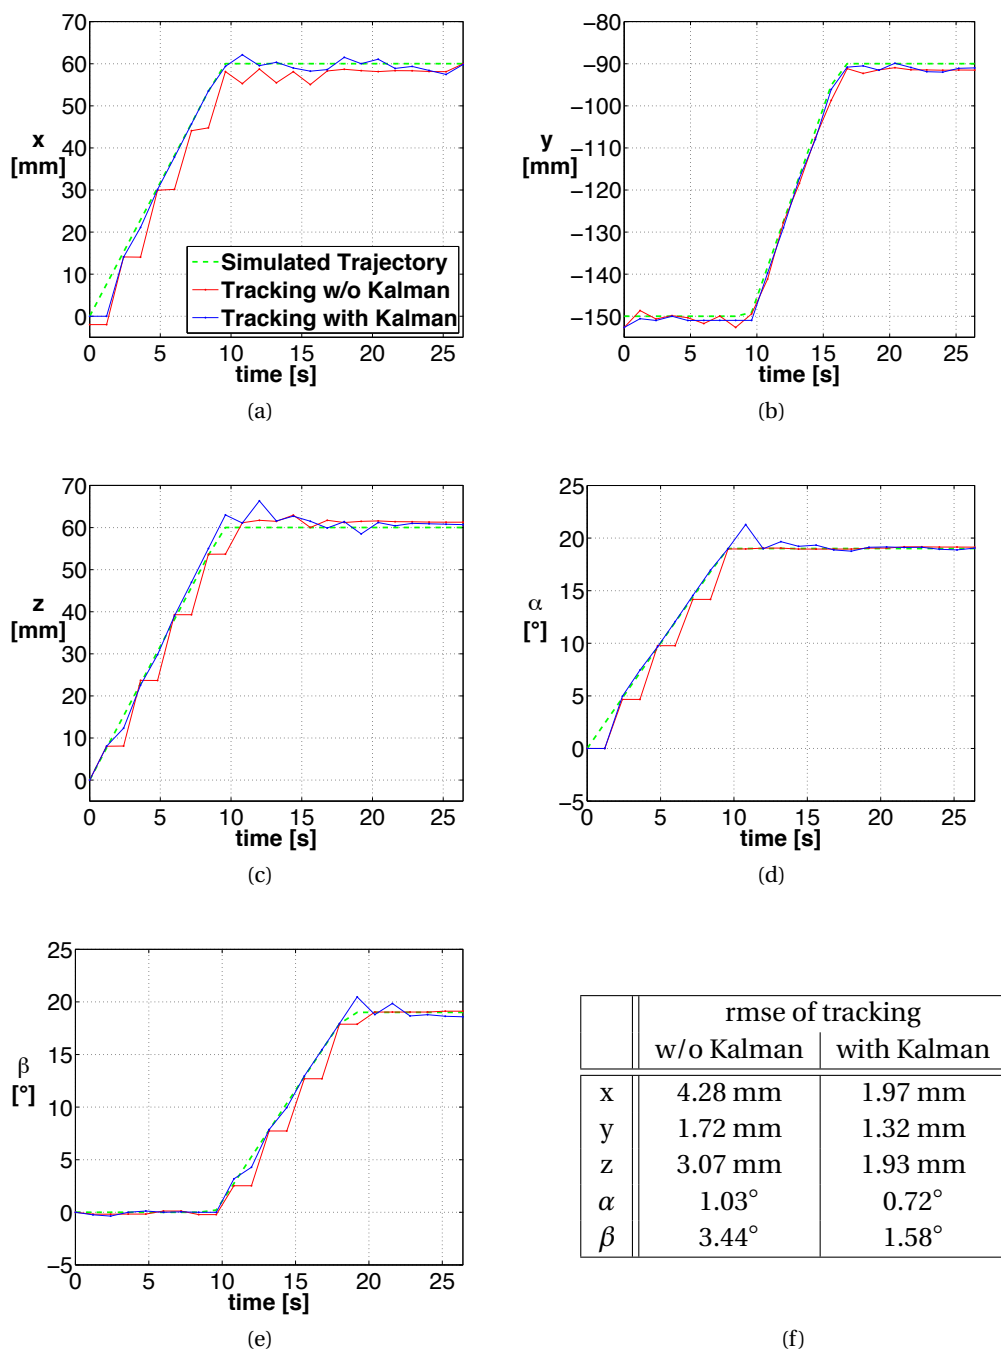 70
60
50
40
30
20
10
0
x
[mm]
Simulated Trajectory
Tracking w/o Kalman
Tracking with Kalman
0 5 10 15 20 25
time [s]
(a)
−80
−90
−100
−110
−120
−130
−140
−150
y
[mm]
0 5 10 15 20 25
time [s]
(b)
70
60
50
40
30
20
10
0
z
[mm]
0 5 10 15 20 25
time [s]
(c)
25
20
15
10
5
0
−5
α
[°]
0 5 10 15 20 25
time [s]
(d)
25
20
15
10
5
0
−5
β
[°]
0 5 10 15 20 25
time [s]
(e)
rmse of tracking
w/o Kalman with Kalman
x 4.28 mm 1.97 mm
y 1.72 mm 1.32 mm
z 3.07 mm 1.93 mm
α 1.03° 0.72°
β 3.44° 1.58°
(f)